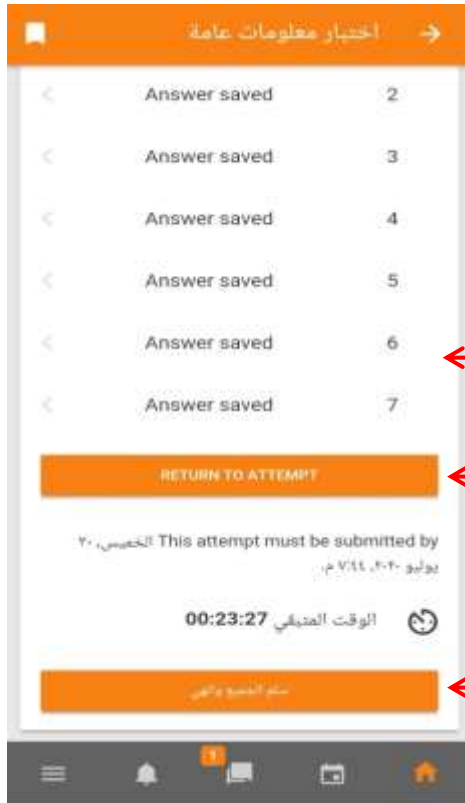 اختبار معلومات عامة
2 Answer saved
3 Answer saved
4 Answer saved
5 Answer saved
6 Answer saved
7 Answer saved
RETURN TO ATTEMPT
This attempt must be submitted by الخميس, ٣٠
يوليو ٢٠٢٠, ٧:٤٤ م.
الوقت المتبقي 00:23:27
سلم الجميع وانهي